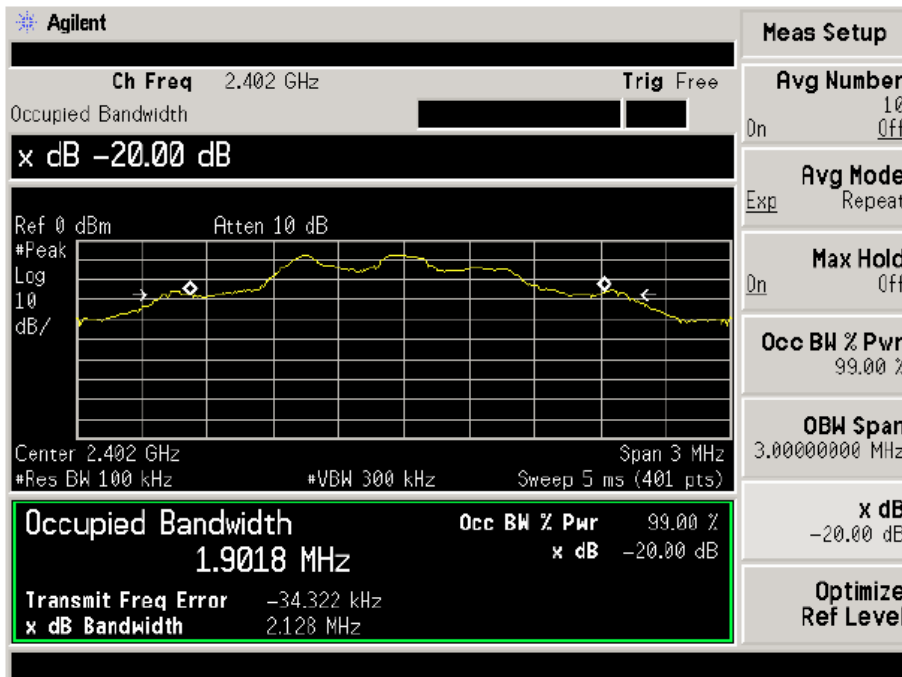 Agilent
Meas Setup
Ch Freq 2.402 GHz Trig Free
Occupied Bandwidth
x dB -20.00 dB
Ref 0 dBm Atten 10 dB
#Peak
Log
10
dB/
Center 2.402 GHz Span 3 MHz
#Res BW 100 kHz #VBW 300 kHz Sweep 5 ms (401 pts)
Occupied Bandwidth Occ BW % Pwr 99.00 %
1.9018 MHz x dB -20.00 dB
Transmit Freq Error -34.322 kHz
x dB Bandwidth 2.128 MHz
Avg Number
10
On Off
Avg Mode
Exp Repeat
Max Hold
On Off
Occ BW % Pwr
99.00 %
OBW Span
3.00000000 MHz
x dB
-20.00 dB
Optimize
Ref Level